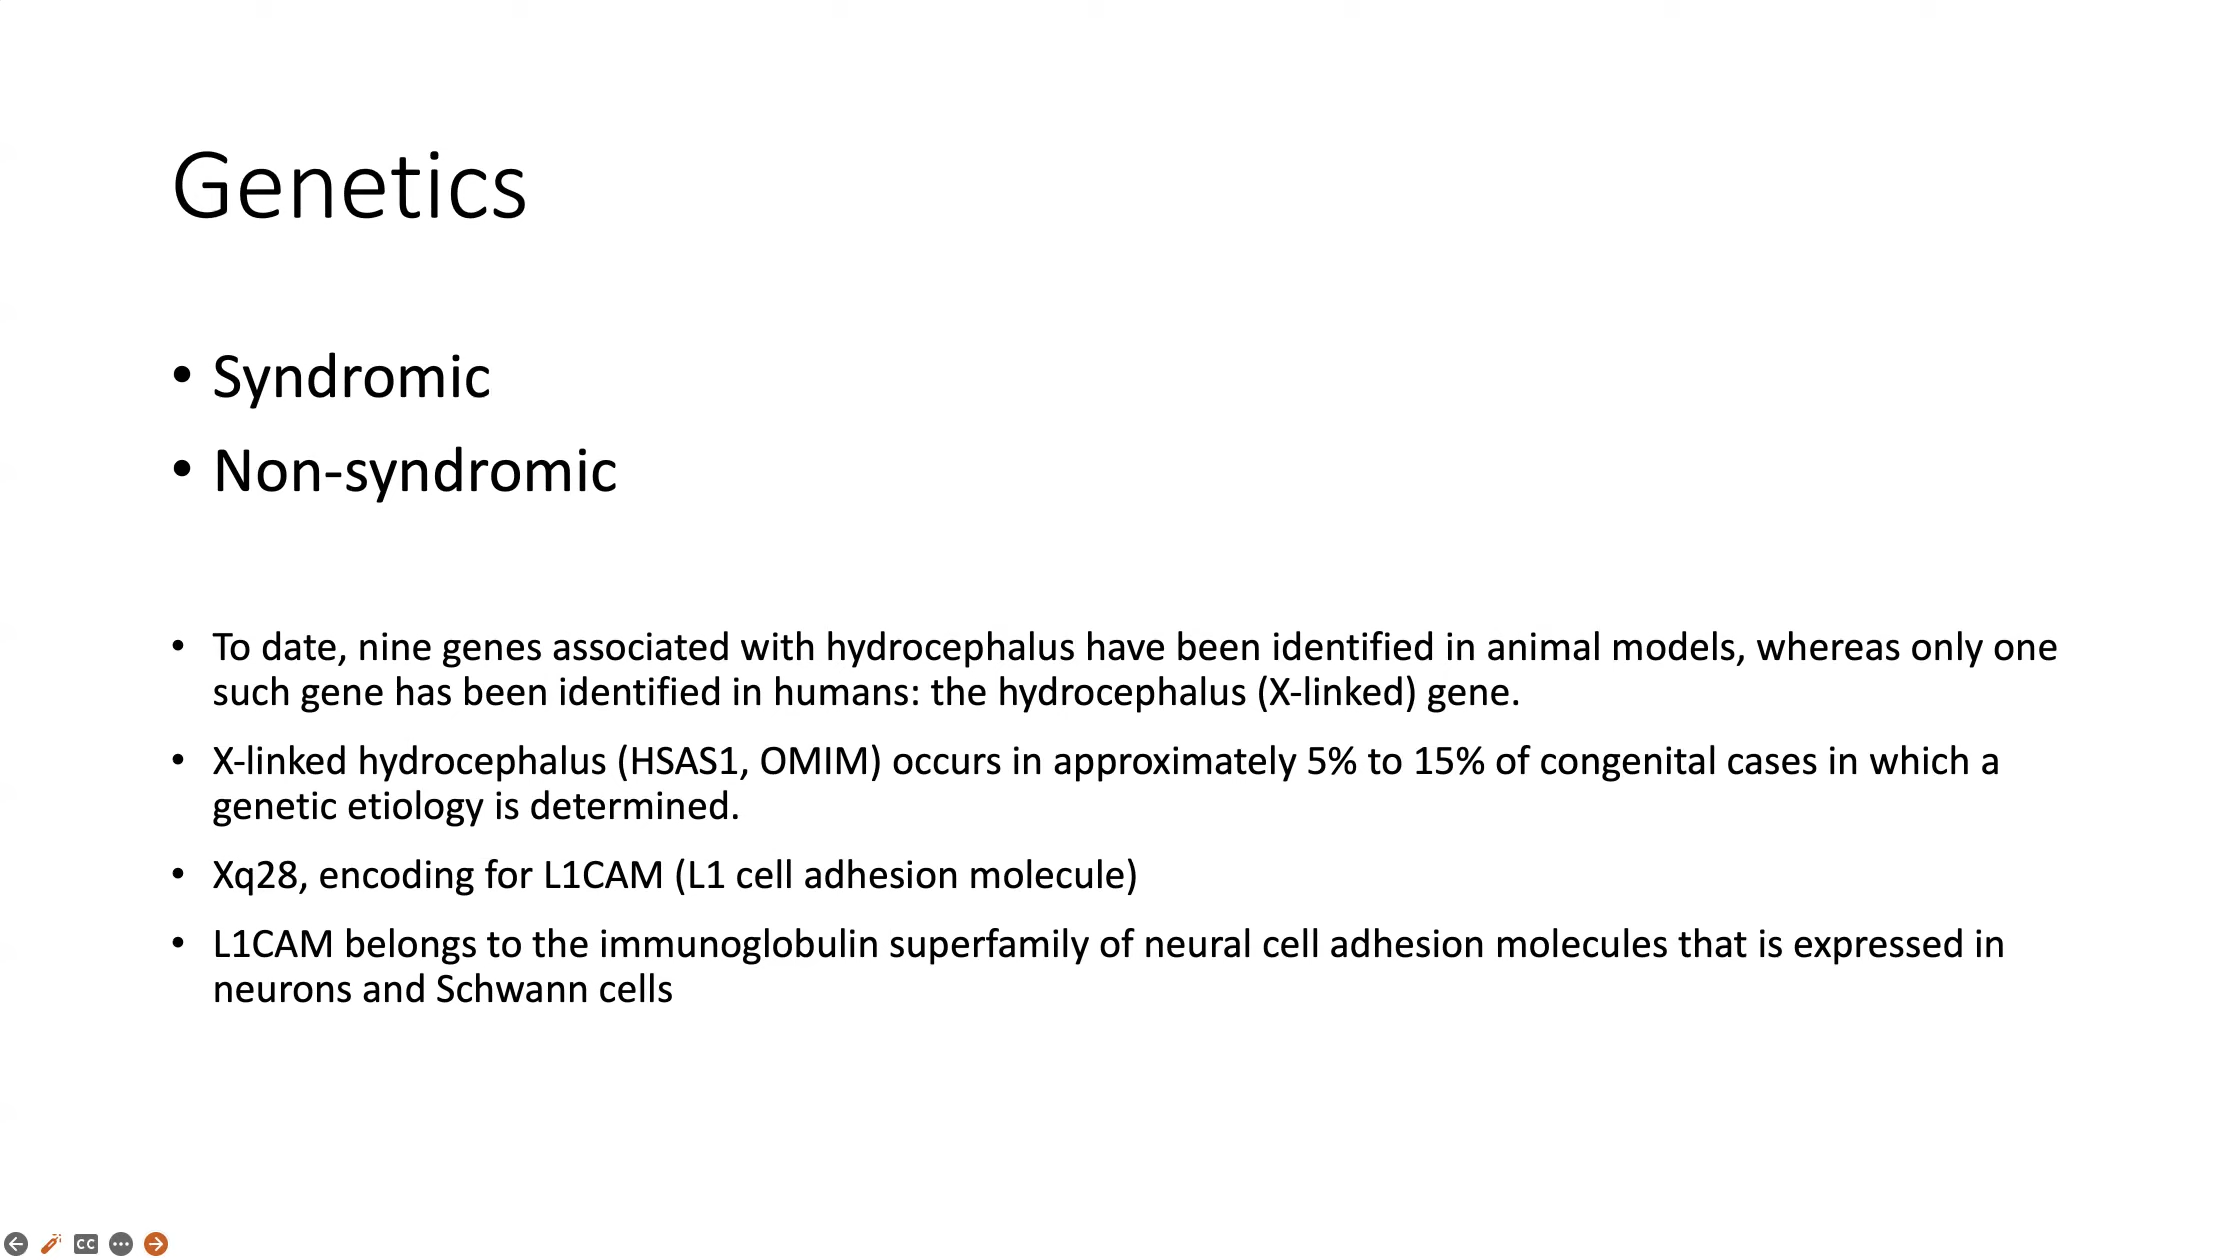 Genetics
• Syndromic
• Non-syndromic
• To date, nine genes associated with hydrocephalus have been identified in animal models, whereas only one
such gene has been identified in humans: the hydrocephalus (X-linked) gene.
• X-linked hydrocephalus (HSAS1, OMIM) occurs in approximately 5% to 15% of congenital cases in which a
genetic etiology is determined.
• Xq28, encoding for L1CAM (L1 cell adhesion molecule)
• L1CAM belongs to the immunoglobulin superfamily of neural cell adhesion molecules that is expressed in
neurons and Schwann cells
CC